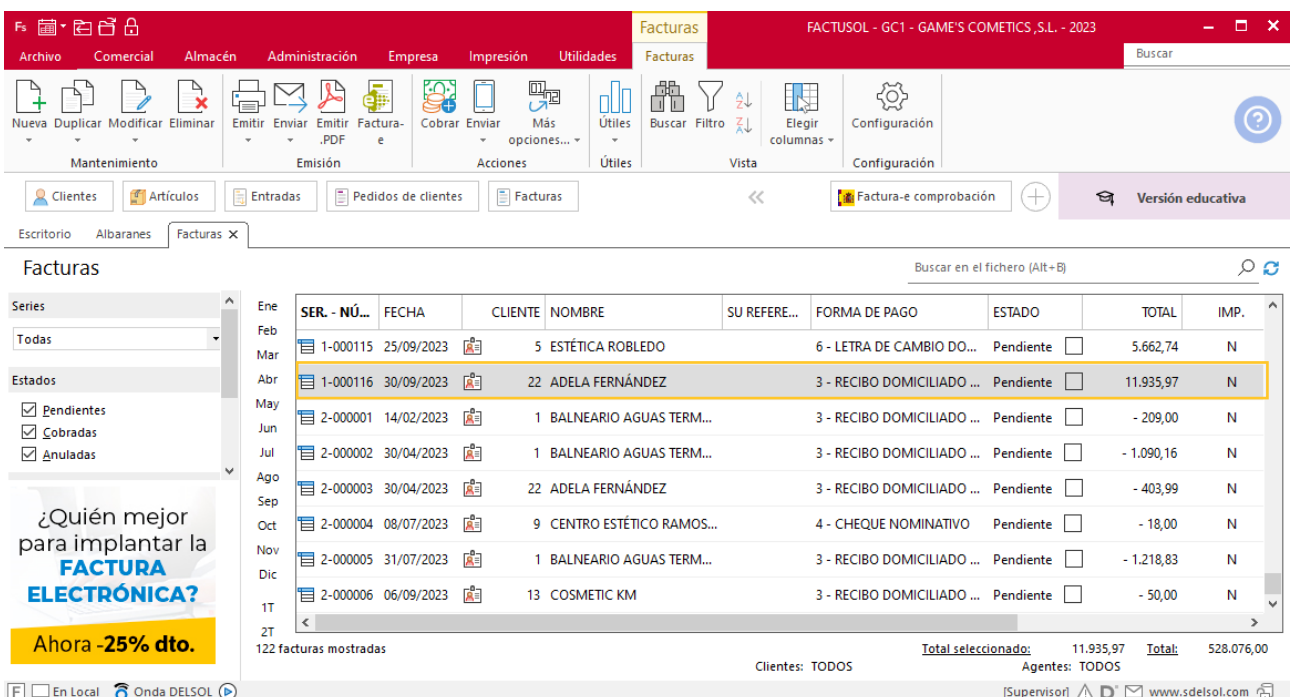 Fs Facturas FACTUSOL - GC1 - GAME'S COMETICS ,S.L. - 2023
Archivo Comercial Almacén Administración Empresa Impresión Utilidades Facturas Buscar
Nueva Duplicar Modificar Eliminar Emitir Enviar Emitir .PDF Factura-e Cobrar Enviar Más opciones... Útiles Buscar Filtro Elegir columnas Configuración
Mantenimiento Emisión Acciones Útiles Vista Configuración
Clientes Artículos Entradas Pedidos de clientes Facturas Factura-e comprobación Versión educativa
Escritorio Albaranes Facturas
Facturas Buscar en el fichero (Alt+B)
Series
Todas
Estados
Pendientes
Cobradas
Anuladas
¿Quién mejor
para implantar la
FACTURA
ELECTRÓNICA?
Ahora -25% dto.
Ene
Feb
Mar
Abr
May
Jun
Jul
Ago
Sep
Oct
Nov
Dic
1T
2T
SER. - NÚ... FECHA CLIENTE NOMBRE SU REFERE... FORMA DE PAGO ESTADO TOTAL IMP.
1-000115 25/09/2023 5 ESTÉTICA ROBLEDO 6 - LETRA DE CAMBIO DO... Pendiente 5.662,74 N
1-000116 30/09/2023 22 ADELA FERNÁNDEZ 3 - RECIBO DOMICILIADO ... Pendiente 11.935,97 N
2-000001 14/02/2023 1 BALNEARIO AGUAS TERM... 3 - RECIBO DOMICILIADO ... Pendiente - 209,00 N
2-000002 30/04/2023 1 BALNEARIO AGUAS TERM... 3 - RECIBO DOMICILIADO ... Pendiente - 1.090,16 N
2-000003 30/04/2023 22 ADELA FERNÁNDEZ 3 - RECIBO DOMICILIADO ... Pendiente - 403,99 N
2-000004 08/07/2023 9 CENTRO ESTÉTICO RAMOS... 4 - CHEQUE NOMINATIVO Pendiente - 18,00 N
2-000005 31/07/2023 1 BALNEARIO AGUAS TERM... 3 - RECIBO DOMICILIADO ... Pendiente - 1.218,83 N
2-000006 06/09/2023 13 COSMETIC KM 3 - RECIBO DOMICILIADO ... Pendiente - 50,00 N
122 facturas mostradas Total seleccionado: 11.935,97 Total: 528.076,00
Clientes: TODOS Agentes: TODOS
F En Local Onda DELSOL [Supervisor] D www.sdelsol.com